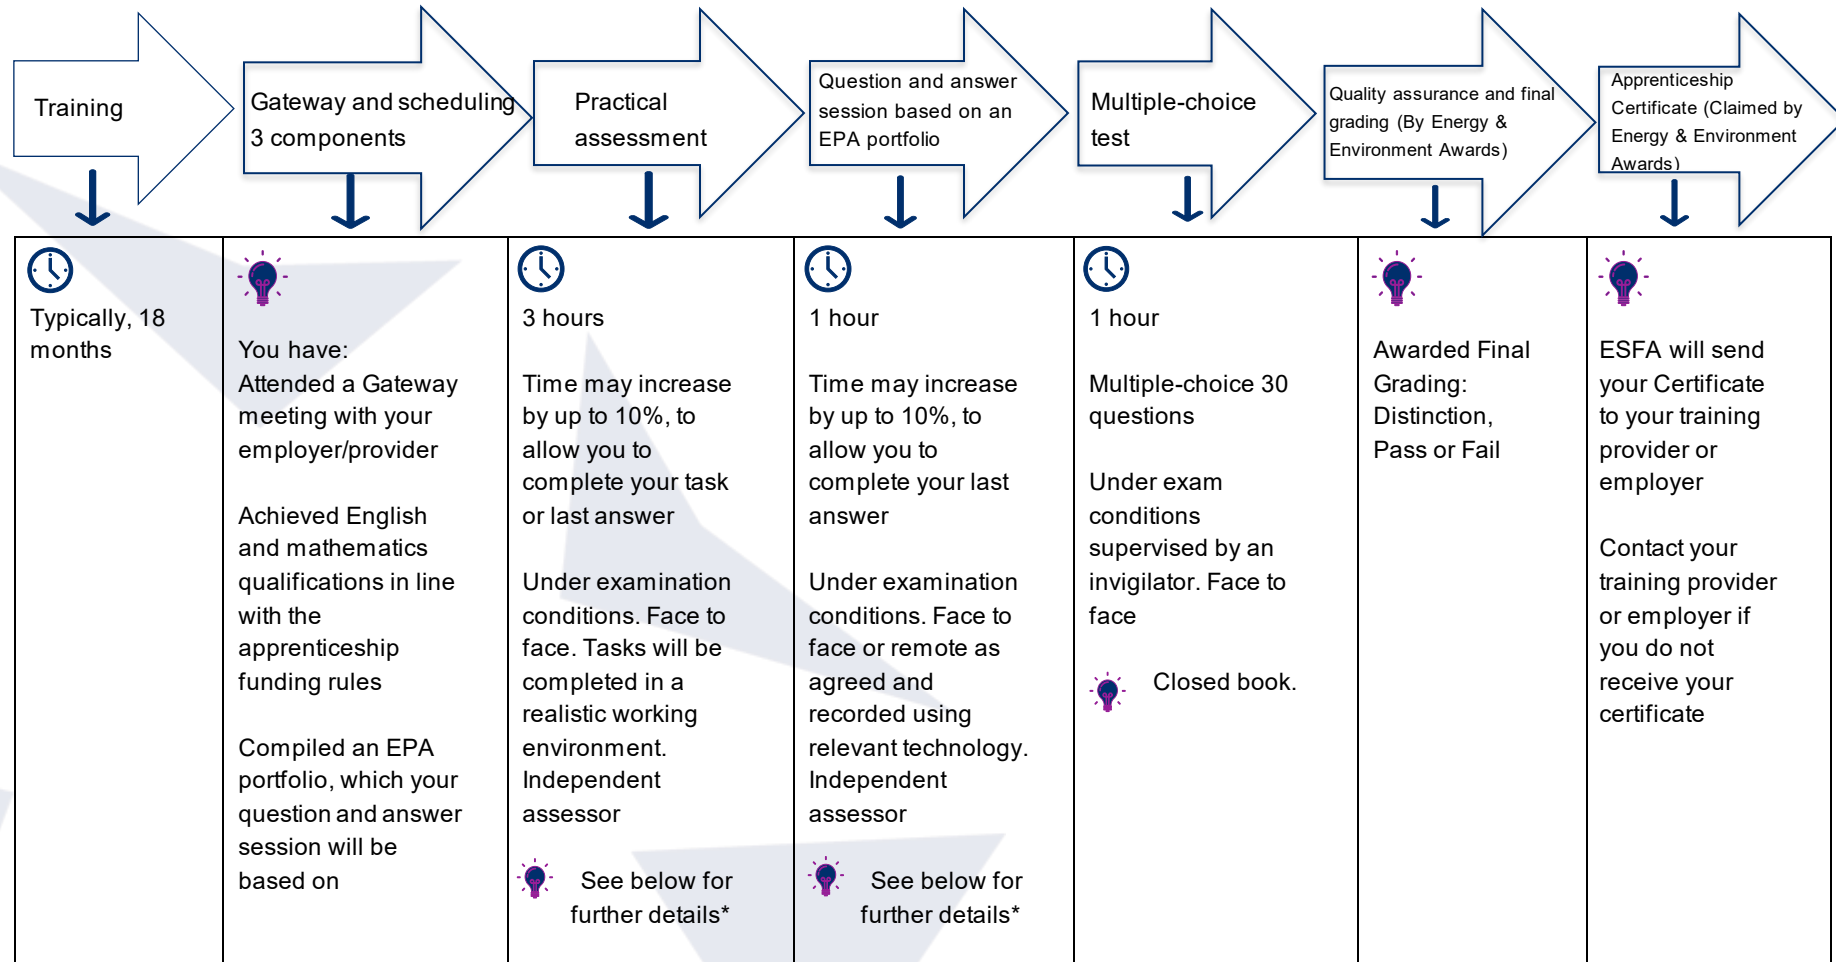 Training
Gateway and scheduling
3 components
Practical
assessment
Question and answer
session based on an
EPA portfolio
Multiple-choice
test
Quality assurance and final
grading (By Energy &
Environment Awards)
Apprenticeship
Certificate (Claimed by
Energy & Environment
Awards)
Typically, 18
months
You have:
Attended a Gateway
meeting with your
employer/provider
Achieved English
and mathematics
qualifications in line
with the
apprenticeship
funding rules
Compiled an EPA
portfolio, which your
question and answer
session will be
based on
3 hours
Time may increase
by up to 10%, to
allow you to
complete your task
or last answer
Under examination
conditions. Face to
face. Tasks will be
completed in a
realistic working
environment.
Independent
assessor
See below for
further details*
1 hour
Time may increase
by up to 10%, to
allow you to
complete your last
answer
Under examination
conditions. Face to
face or remote as
agreed and
recorded using
relevant technology.
Independent
assessor
See below for
further details*
1 hour
Multiple-choice 30
questions
Under exam
conditions
supervised by an
invigilator. Face to
face
Closed book.
Awarded Final
Grading:
Distinction,
Pass or Fail
ESFA will send
your Certificate
to your training
provider or
employer
Contact your
training provider
or employer if
you do not
receive your
certificate